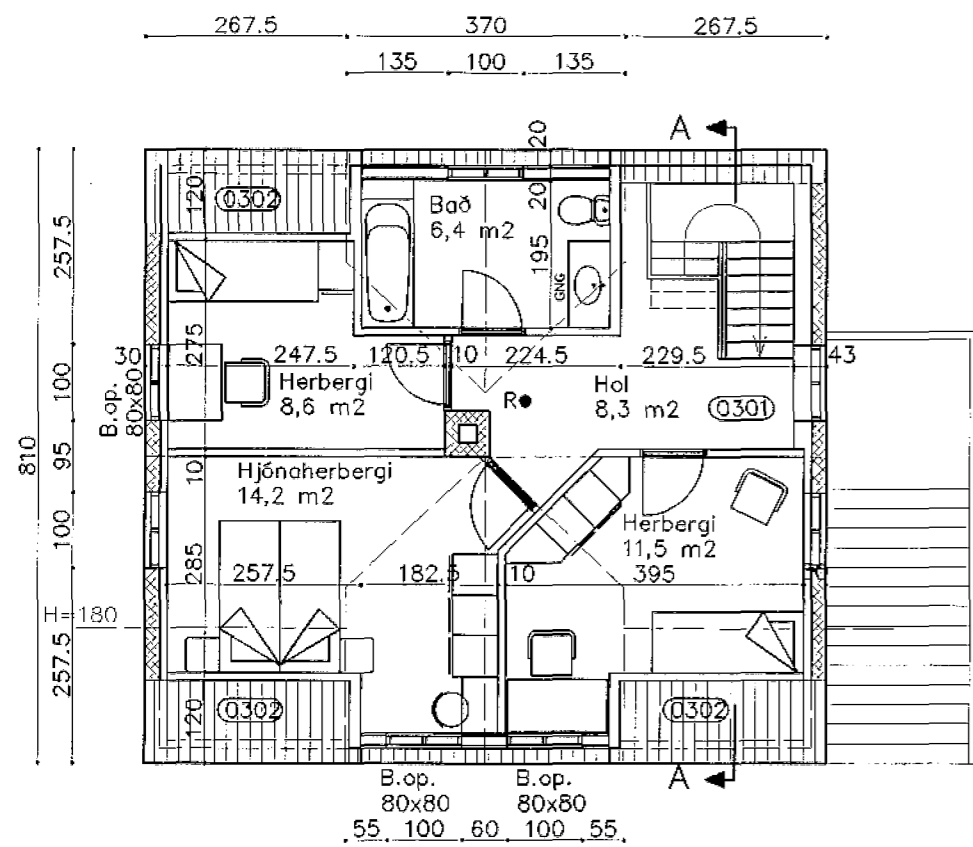 267.5 370 267.5
135 100 135
A
20
120
0302
Bað
6,4 m2
20
195
GNG
257.5
275
30 247.5 120.5 10 224.5 229.5 43
Herbergi
8,6 m2
Hol
8,3 m2
0301
R
B.op.
80x80
100
810
95
10
Hjónaherbergi
14,2 m2
Herbergi
11,5 m2
100
285
257.5 182.5 10 395
H=180
257.5
120
0302
0302
A
B.op.
80x80
B.op.
80x80
55 100 60 100 55